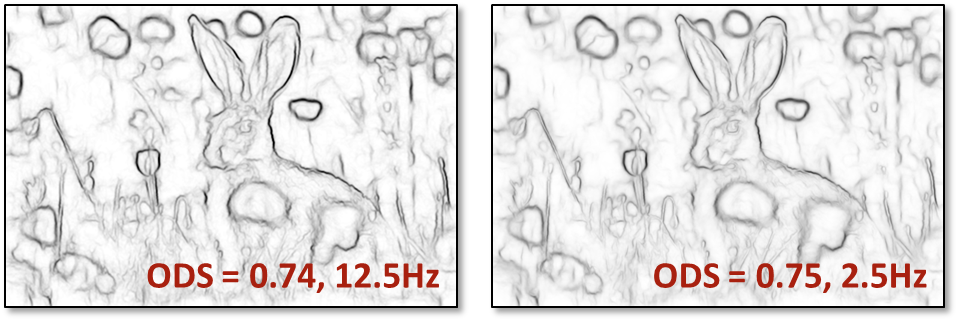 ODS = 0.74, 12.5Hz
ODS = 0.75, 2.5Hz